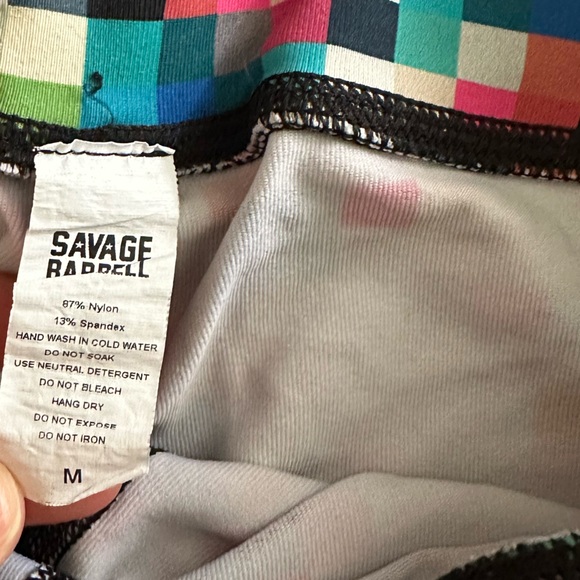 SAVAGE
BARBELL
87% Nylon
13% Spandex
HAND WASH IN COLD WATER
DO NOT SOAK
USE NEUTRAL DETERGENT
DO NOT BLEACH
HANG DRY
DO NOT EXPOSE
DO NOT IRON
M